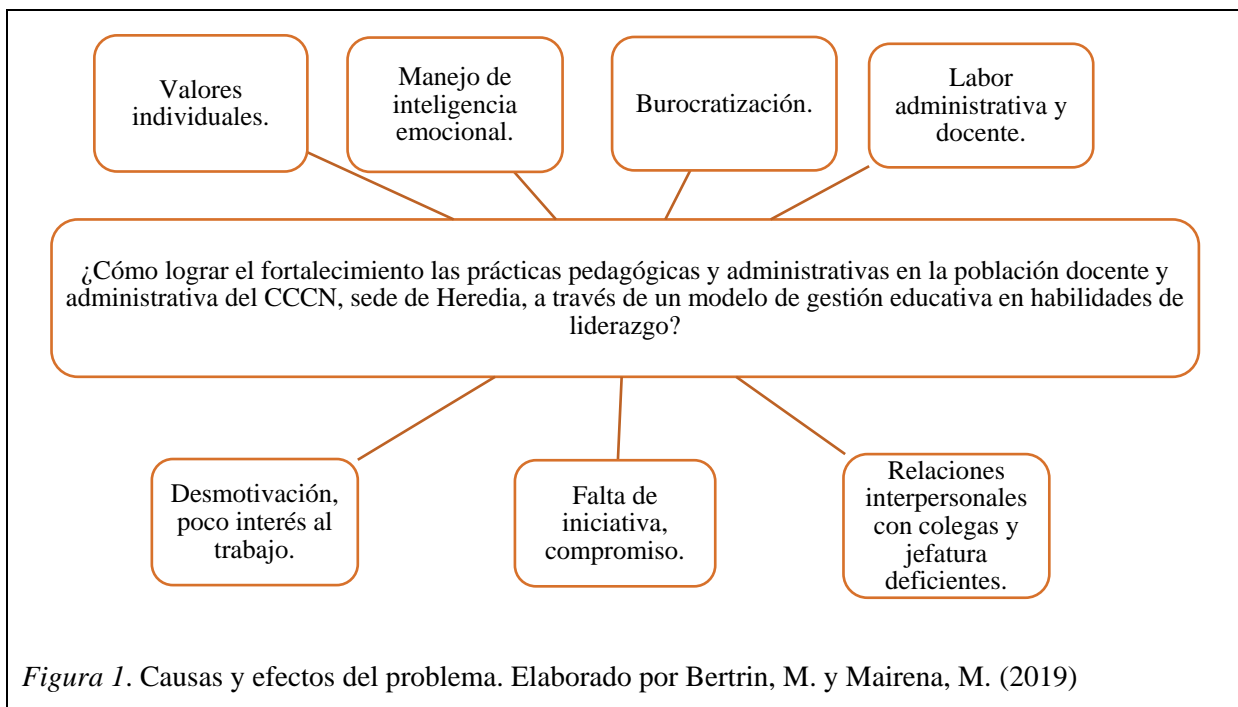 Valores
individuales.
Manejo de
inteligencia
emocional.
Burocratización.
Labor
administrativa y
docente.
¿Cómo lograr el fortalecimiento las prácticas pedagógicas y administrativas en la población docente y
administrativa del CCCN, sede de Heredia, a través de un modelo de gestión educativa en habilidades de
liderazgo?
Desmotivación,
poco interés al
trabajo.
Falta de
iniciativa,
compromiso.
Relaciones
interpersonales
con colegas y
jefatura
deficientes.
Figura 1. Causas y efectos del problema. Elaborado por Bertrin, M. y Mairena, M. (2019)